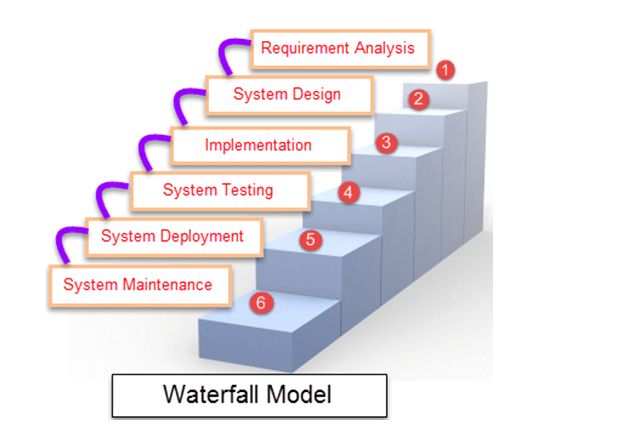 Requirement Analysis
1
System Design
2
Implementation
3
System Testing
4
System Deployment
5
System Maintenance
6
Waterfall Model